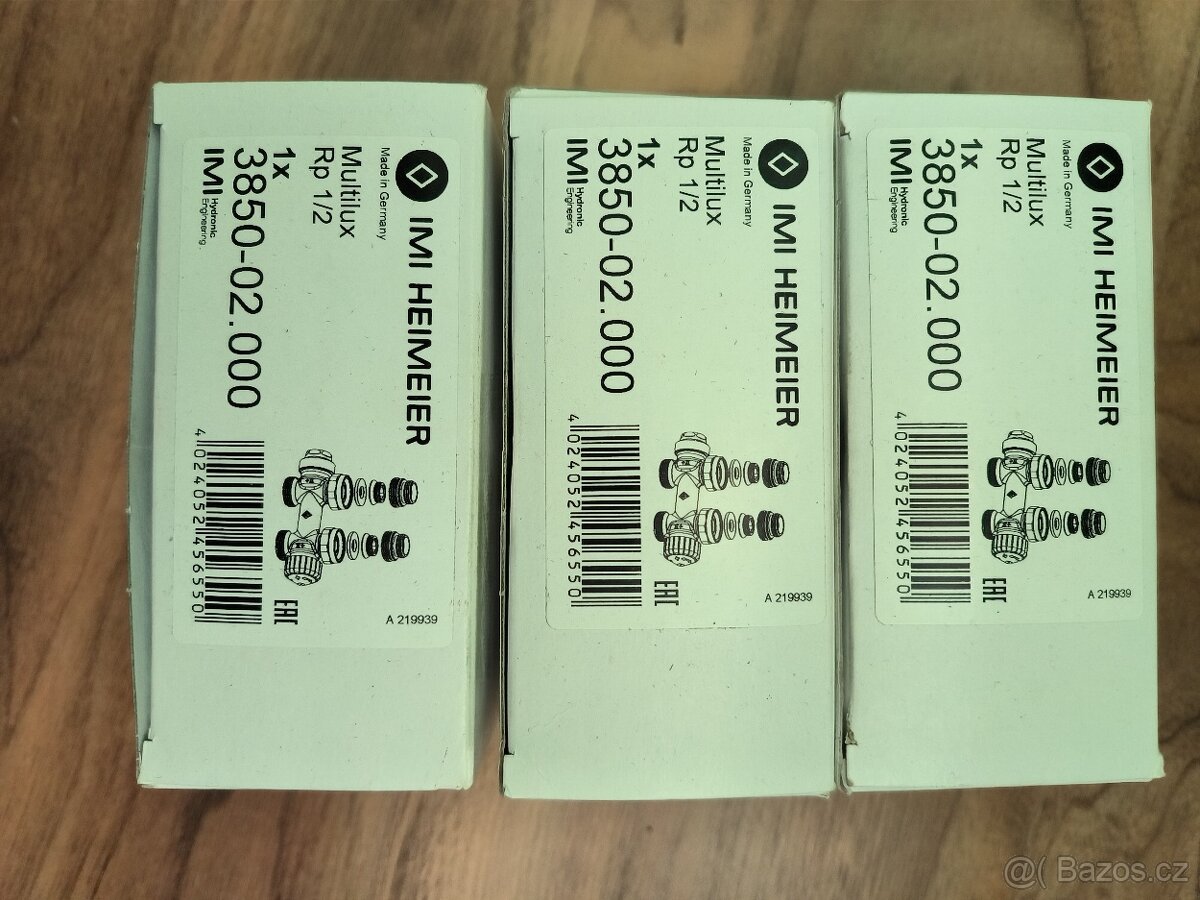 IMI HEIMEIER
Made in Germany
Multilux
Rp 1/2
1x
3850-02.000
IMI Hydronic
Engineering
4 024052 456550
EAC
A 219939
IMI HEIMEIER
Made in Germany
Multilux
Rp 1/2
1x
3850-02.000
IMI Hydronic
Engineering
4 024052 456550
EAC
A 219939
IMI HEIMEIER
Made in Germany
Multilux
Rp 1/2
1x
3850-02.000
IMI Hydronic
Engineering
4 024052 456550
EAC
A 219939
@( Bazos.cz